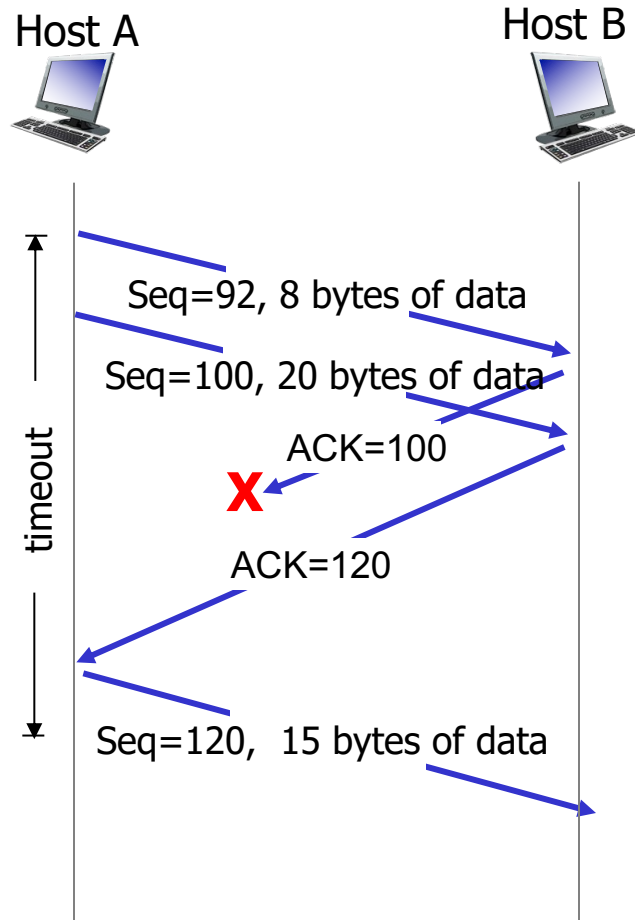 Host A
Host B
Seq=92, 8 bytes of data
Seq=100, 20 bytes of data
ACK=100
X
timeout
ACK=120
Seq=120, 15 bytes of data